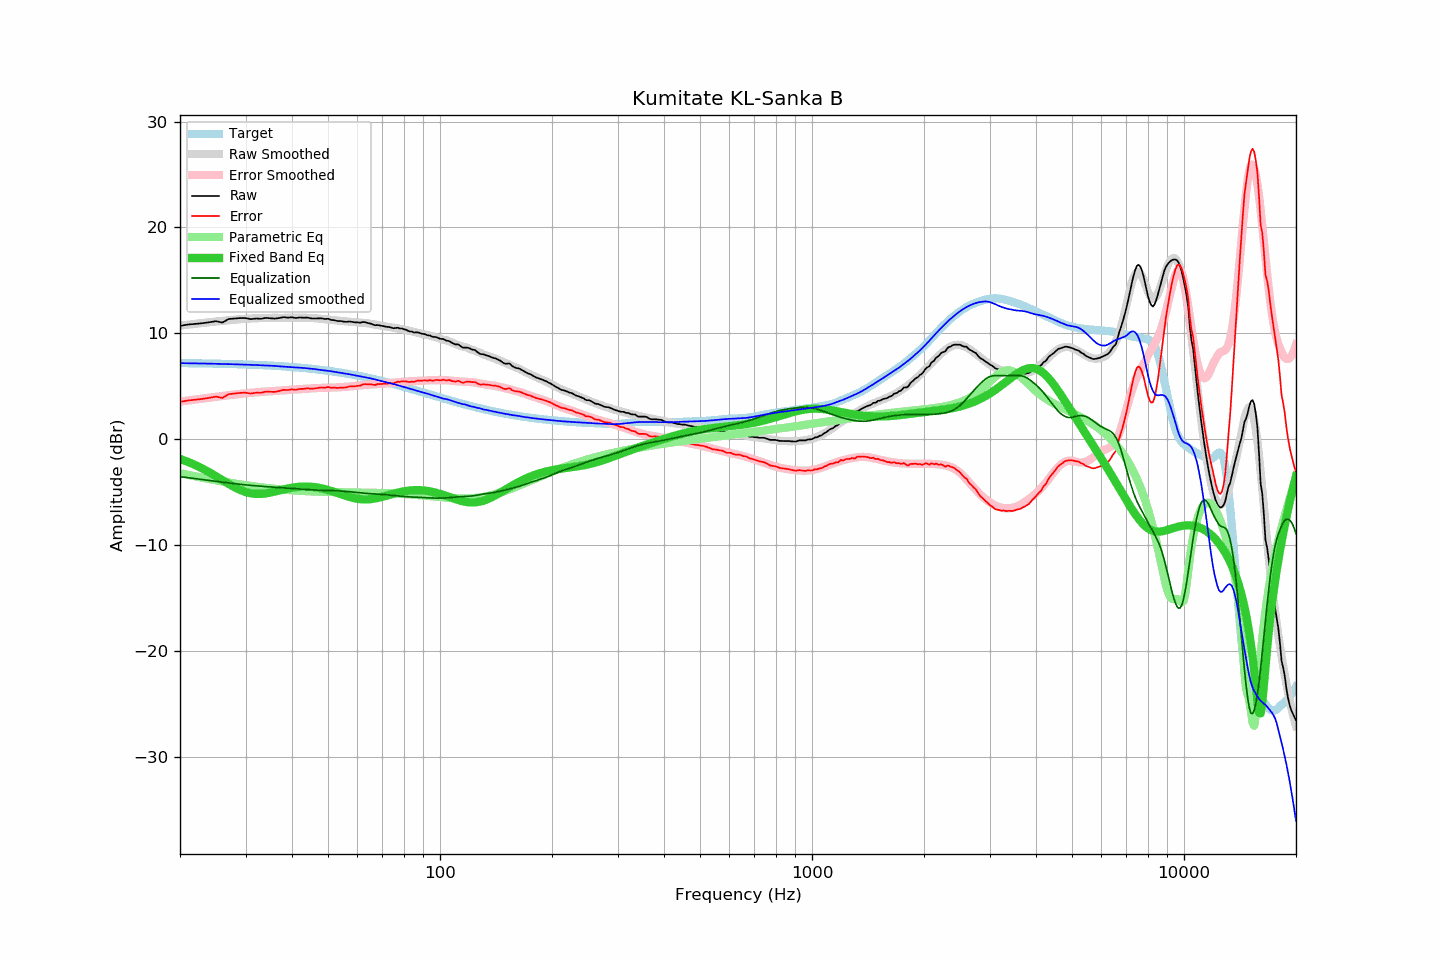 Kumitate KL-Sanka B
30
20
10
0
−10
−20
−30
Amplitude (dBr)
Target
Raw Smoothed
Error Smoothed
Raw
Error
Parametric Eq
Fixed Band Eq
Equalization
Equalized smoothed
100
1000
10000
Frequency (Hz)